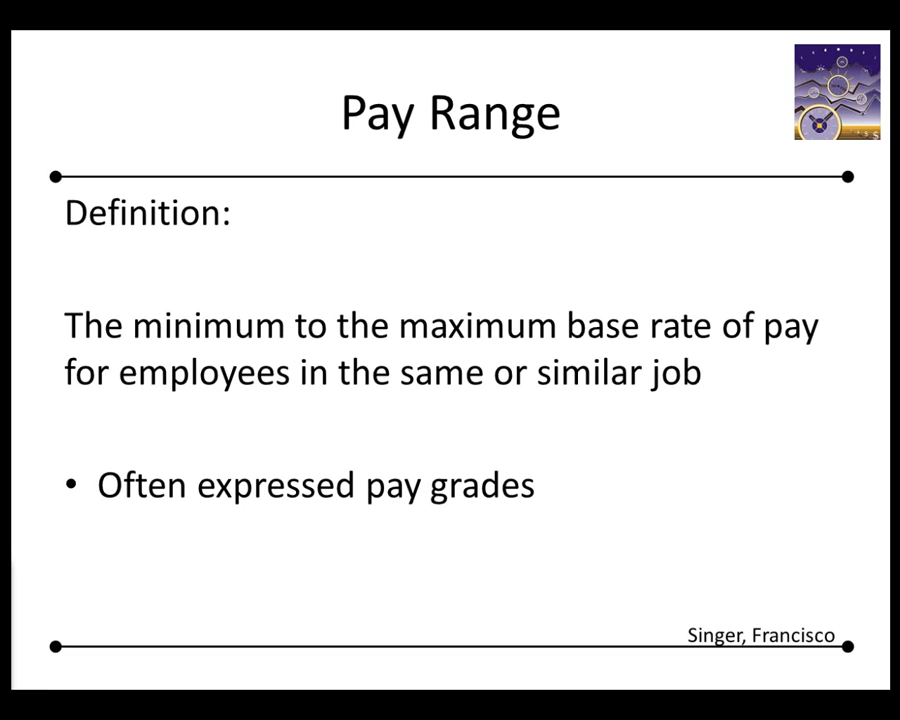 Pay Range
Definition:
The minimum to the maximum base rate of pay
for employees in the same or similar job
• Often expressed pay grades
Singer, Francisco